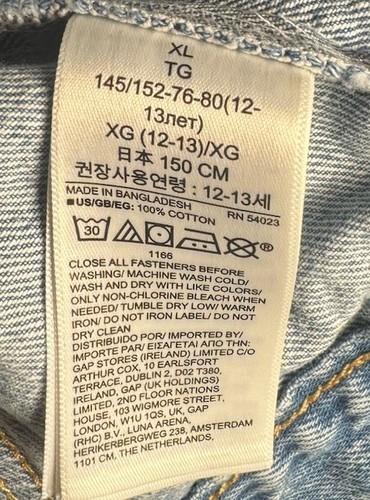 XL
TG
145/152-76-80(12-
13лет)
XG (12-13)/XG
日本 150 CM
권장사용연령 : 12-13세
MADE IN BANGLADESH
■US/GB/EG: 100% COTTON RN 54023
30 ®
1166
CLOSE ALL FASTENERS BEFORE
WASHING/ MACHINE WASH COLD/
WASH AND DRY WITH LIKE COLORS/
ONLY NON-CHLORINE BLEACH WHEN
NEEDED/ TUMBLE DRY LOW/ WARM
IRON/ DO NOT IRON LABEL/ DO NOT
DRY CLEAN
DISTRIBUIDO POR/ IMPORTED BY/
IMPORTE PAR/ ΕΙΣΑΓΕΤΑΙ ΑΠΟ ΤΗΝ:
GAP STORES (IRELAND) LIMITED C/O
ARTHUR COX, 10 EARLSFORT
TERRACE, DUBLIN 2, D02 T380,
IRELAND, GAP (UK HOLDINGS)
LIMITED, 2ND FLOOR NATIONS
HOUSE, 103 WIGMORE STREET,
LONDON, W1U 1QS, UK, GAP
(RHC) B.V., LUNA ARENA,
HERIKERBERGWEG 238, AMSTERDAM
1101 CM, THE NETHERLANDS,